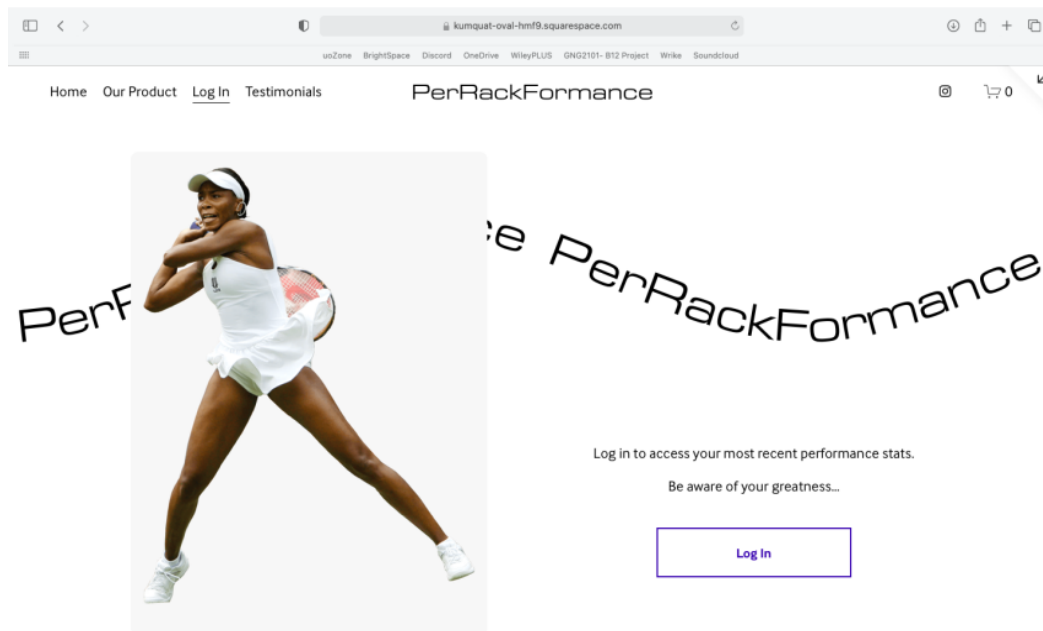 kumquat-oval-hmf9.squarespace.com
uoZone BrightSpace Discord OneDrive WileyPLUS GNG2101- B12 Project Wrike Soundcloud
Home Our Product Log In Testimonials PerRackFormance 0
PerRackFormance
Log in to access your most recent performance stats.
Be aware of your greatness...
Log In